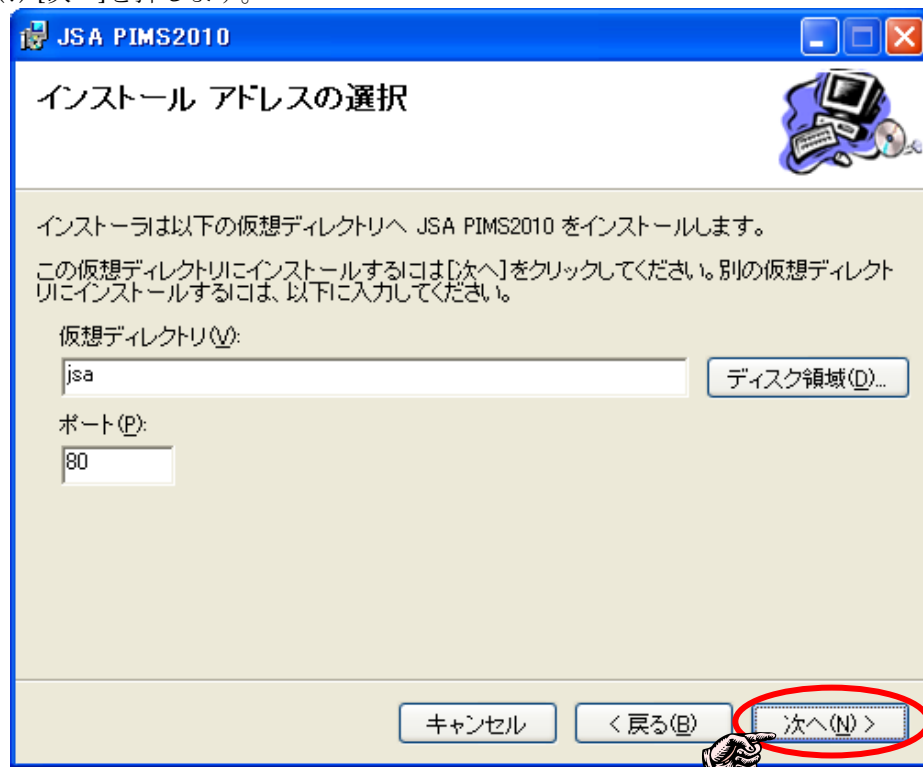 [次へ]を押します。
JSA PIMS2010
インストール アドレスの選択
インストーラは以下の仮想ディレクトリへ JSA PIMS2010 をインストールします。
この仮想ディレクトリにインストールするには[次へ]をクリックしてください。別の仮想ディレクト
リにインストールするには、以下に入力してください。
仮想ディレクトリ(V):
jsa
ディスク領域(D)...
ポート(P):
80
キャンセル
< 戻る(B)
次へ(N) >